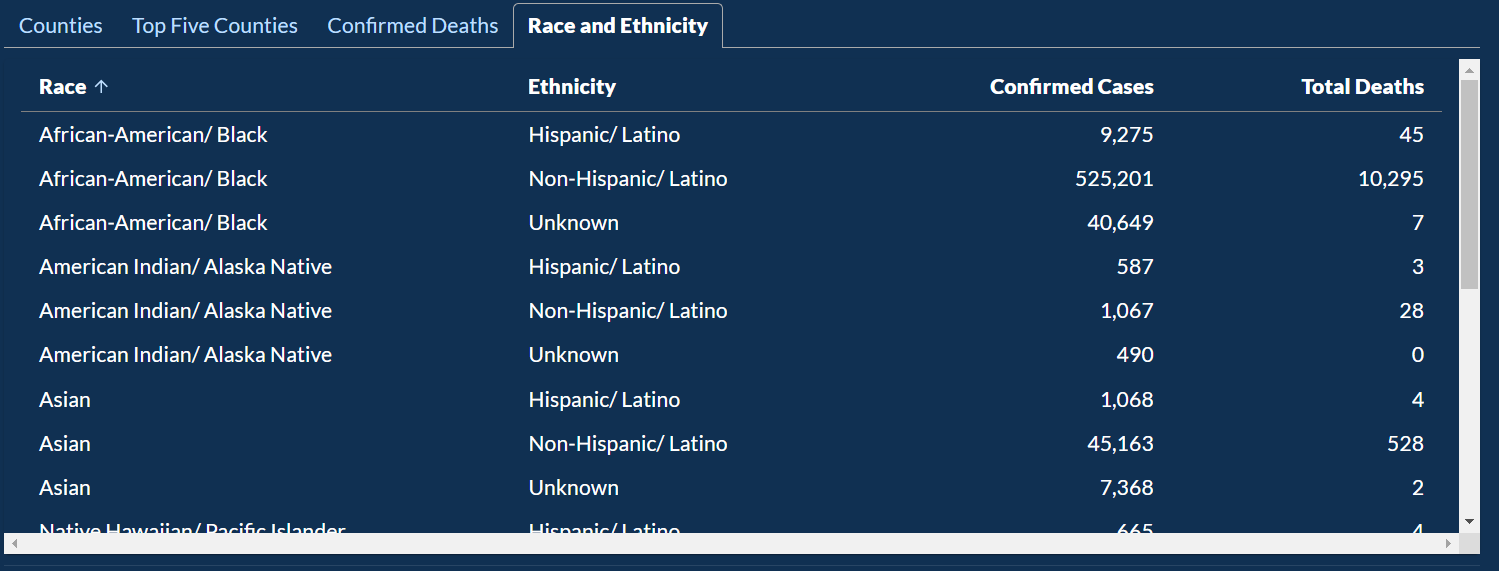 Counties Top Five Counties Confirmed Deaths Race and Ethnicity
Race ↑ Ethnicity Confirmed Cases Total Deaths
African-American/ Black Hispanic/ Latino 9,275 45
African-American/ Black Non-Hispanic/ Latino 525,201 10,295
African-American/ Black Unknown 40,649 7
American Indian/ Alaska Native Hispanic/ Latino 587 3
American Indian/ Alaska Native Non-Hispanic/ Latino 1,067 28
American Indian/ Alaska Native Unknown 490 0
Asian Hispanic/ Latino 1,068 4
Asian Non-Hispanic/ Latino 45,163 528
Asian Unknown 7,368 2
Native Hawaiian/ Pacific Islander Hispanic/ Latino 665 4